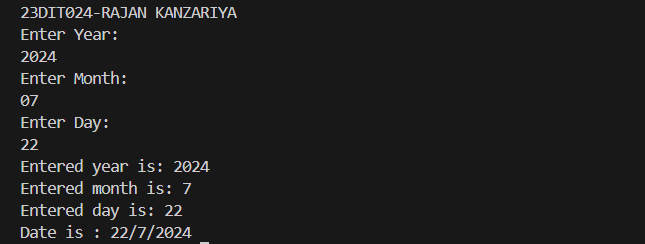 23DIT024-RAJAN KANZARIYA
Enter Year:
2024
Enter Month:
07
Enter Day:
22
Entered year is: 2024
Entered month is: 7
Entered day is: 22
Date is : 22/7/2024